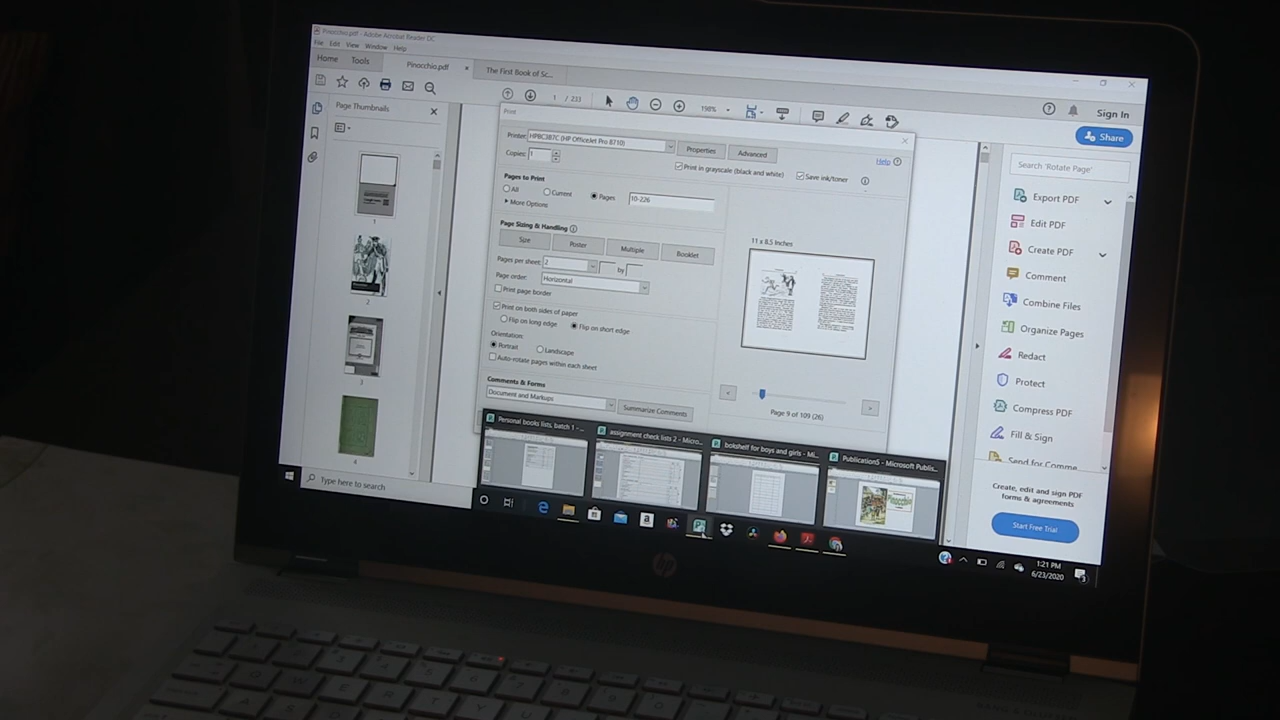 Pinocchio.pdf - Adobe Acrobat Reader DC
File Edit View Window Help
Home Tools Pinocchio.pdf × The First Book of Sc...
1 / 233 198%
Sign In
Share
Page Thumbnails
1
2
3
4
Print
Printer: HPBC3B7C (HP OfficeJet Pro 8710) Properties Advanced Help
Copies: 1 Print in grayscale (black and white) Save ink/toner
Pages to Print
All Current Pages 10-226
More Options
Page Sizing & Handling
Size Poster Multiple Booklet
Pages per sheet: 2 by
Page order: Horizontal
Print page border
Print on both sides of paper
Flip on long edge Flip on short edge
Orientation:
Portrait Landscape
Auto-rotate pages within each sheet
Comments & Forms
Document and Markups Summarize Comments
11 x 8.5 Inches
< >
Page 9 of 109 (26)
Search 'Rotate Page'
Export PDF
Edit PDF
Create PDF
Comment
Combine Files
Organize Pages
Redact
Protect
Compress PDF
Fill & Sign
Send for Comme...
Create, edit and sign PDF
forms & agreements
Start Free Trial
Personal books lists, batch 1 - ...
assignment check lists 2 - Micro...
bokshelf for boys and girls - Mi...
Publication5 - Microsoft Publis...
Type here to search
1:21 PM
6/23/2020
hp